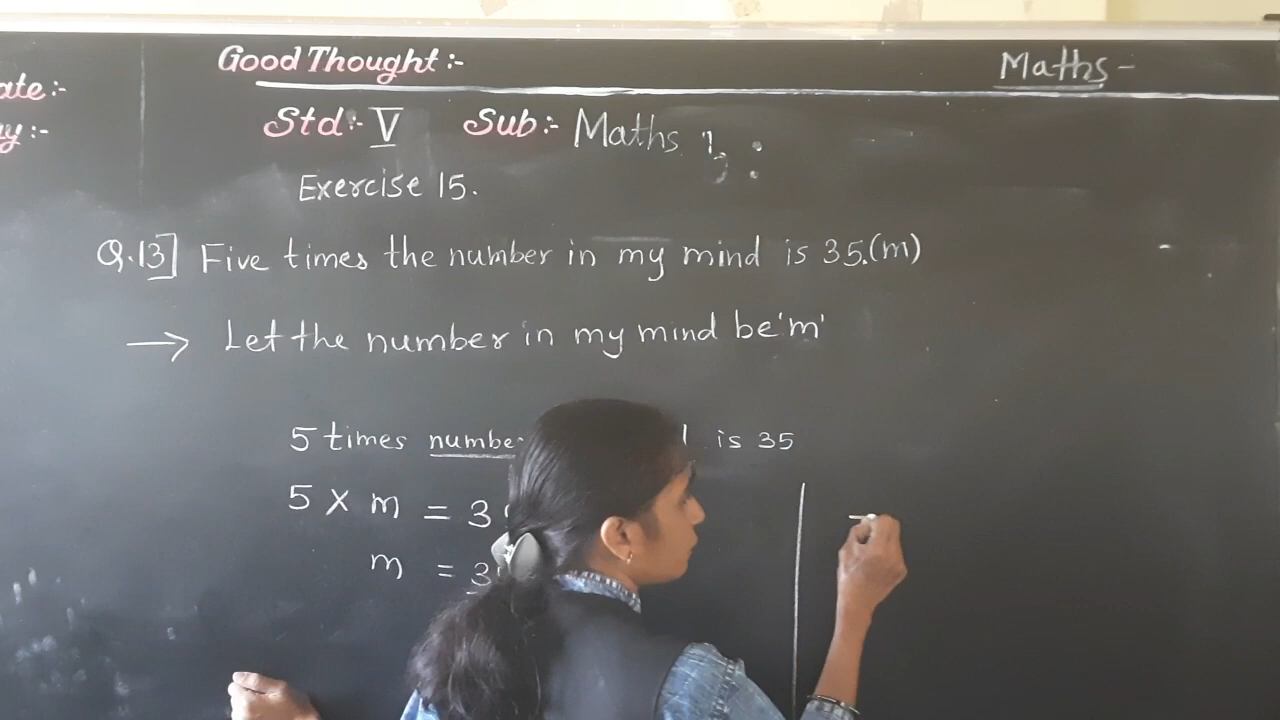 Good Thought :-
Maths -
ate:-
Std:- V Sub:- Maths
y:-
Exercise 15.
Q.13] Five times the number in my mind is 35.(m)
→ Let the number in my mind be 'm'
5 times numbe is 35
5 × m = 3
m = 3